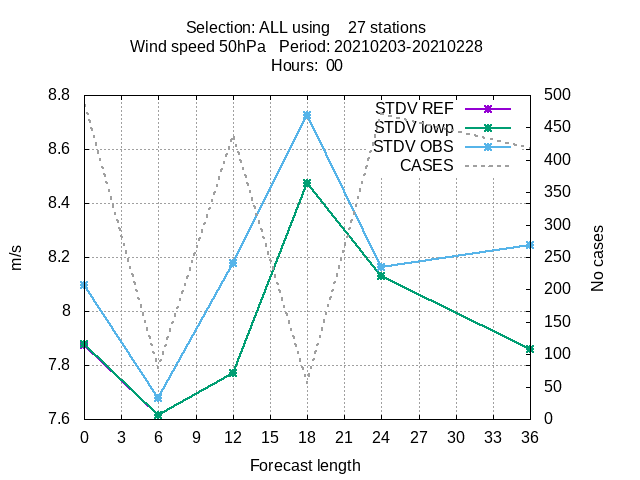 Selection: ALL using 27 stations
Wind speed 50hPa Period: 20210203-20210228
Hours: 00
8.8
8.6
8.4
8.2
8
7.8
7.6
m/s
STDV REF
STDV lowp
STDV OBS
CASES
500
450
400
350
300
250
200
150
100
50
0
No cases
0 3 6 9 12 15 18 21 24 27 30 33 36
Forecast length